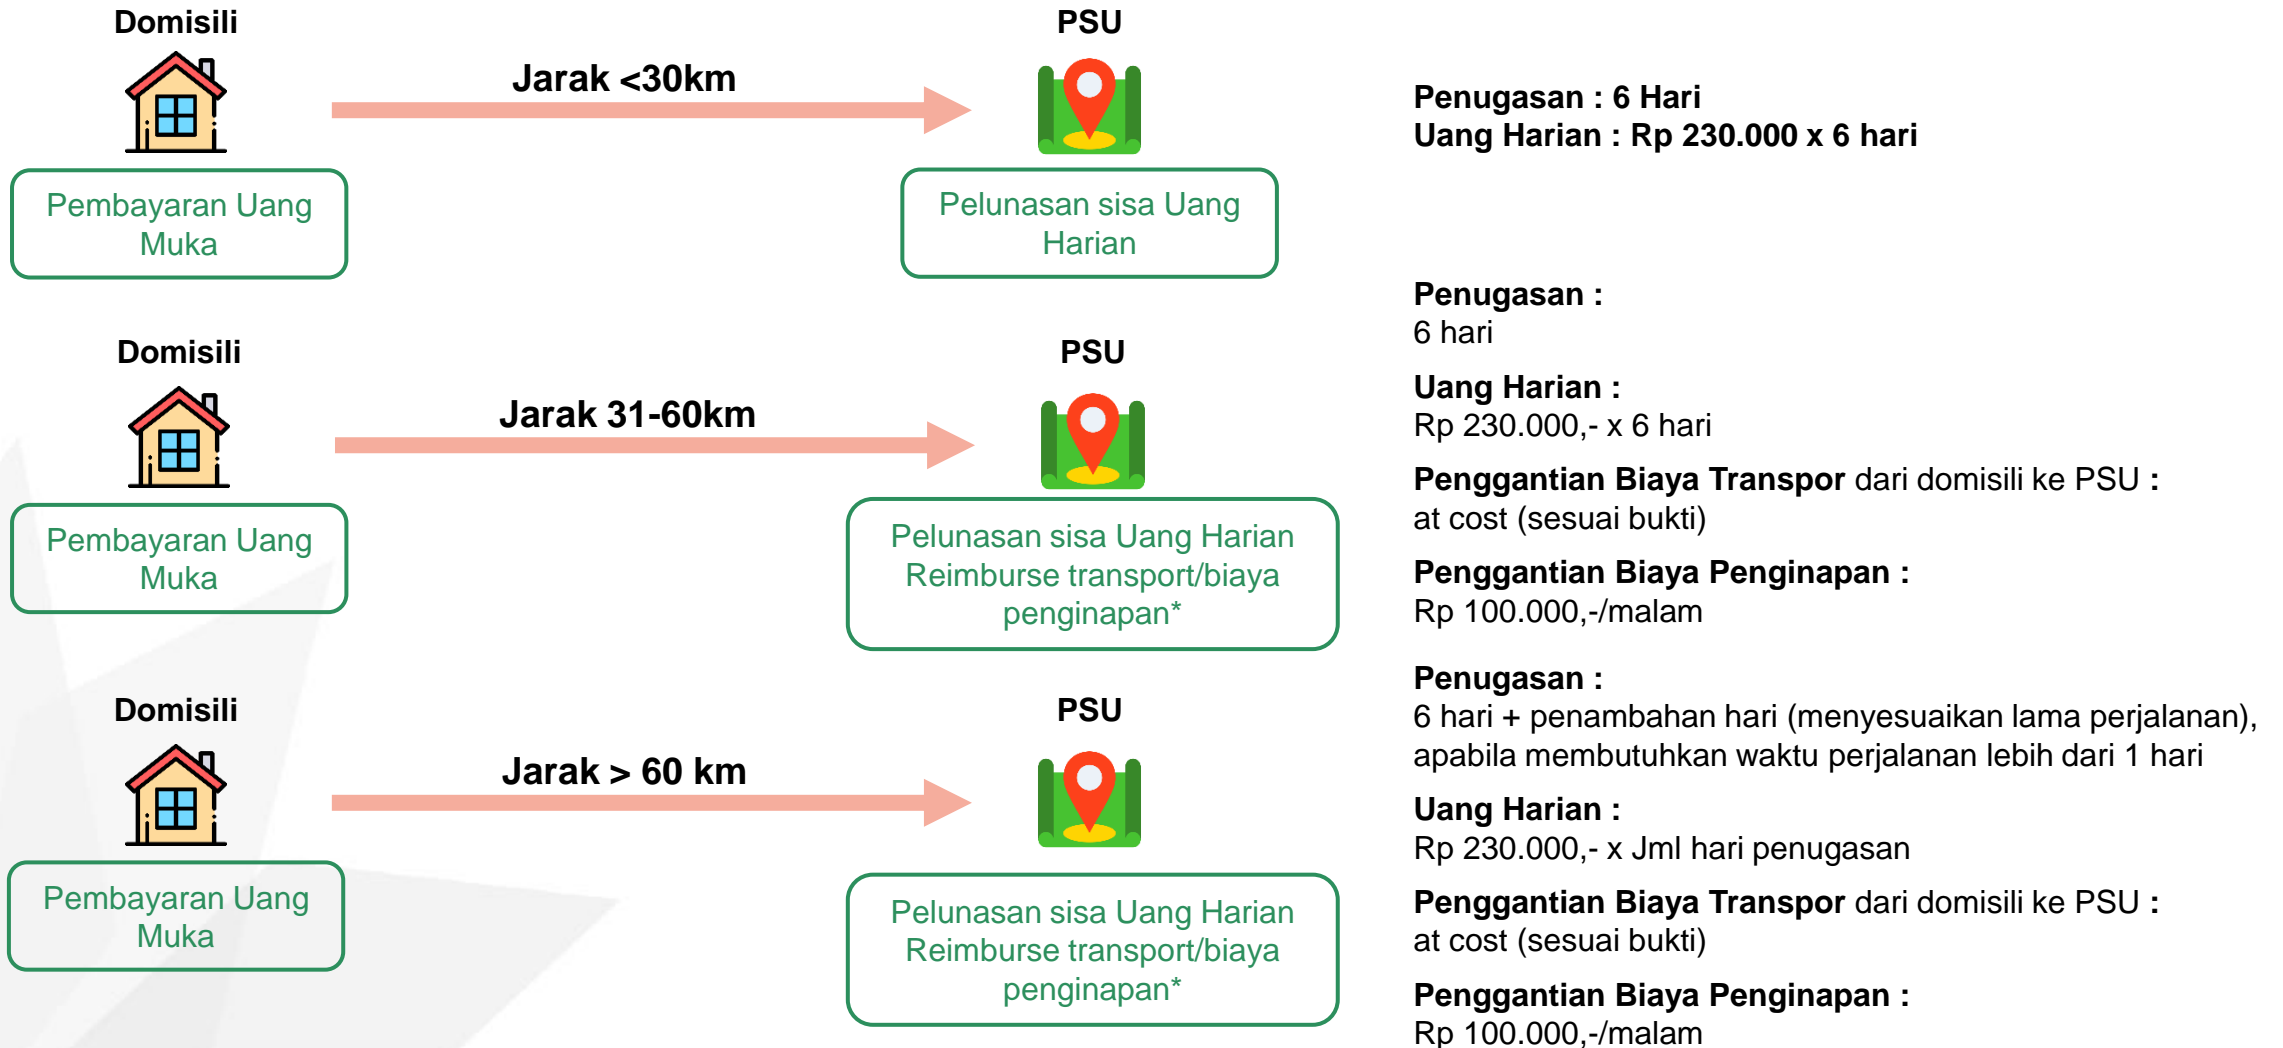 Domisili
PSU
Jarak <30km
Pembayaran Uang
Muka
Pelunasan sisa Uang
Harian
Penugasan : 6 Hari
Uang Harian : Rp 230.000 x 6 hari
Domisili
PSU
Jarak 31-60km
Pembayaran Uang
Muka
Pelunasan sisa Uang Harian
Reimburse transport/biaya
penginapan*
Penugasan :
6 hari
Uang Harian :
Rp 230.000,- x 6 hari
Penggantian Biaya Transpor dari domisili ke PSU :
at cost (sesuai bukti)
Penggantian Biaya Penginapan :
Rp 100.000,-/malam
Domisili
PSU
Jarak > 60 km
Pembayaran Uang
Muka
Pelunasan sisa Uang Harian
Reimburse transport/biaya
penginapan*
Penugasan :
6 hari + penambahan hari (menyesuaikan lama perjalanan),
apabila membutuhkan waktu perjalanan lebih dari 1 hari
Uang Harian :
Rp 230.000,- x Jml hari penugasan
Penggantian Biaya Transpor dari domisili ke PSU :
at cost (sesuai bukti)
Penggantian Biaya Penginapan :
Rp 100.000,-/malam